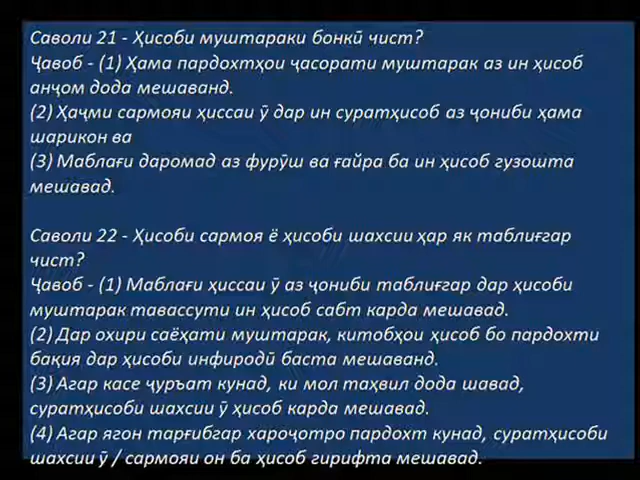 Саволи 21 - Ҳисоби муштараки бонкӣ чист?
Ҷавоб - (1) Ҳама пардохтҳои ҷасорати муштарак аз ин ҳисоб
анҷом дода мешаванд.
(2) Ҳаҷми сармояи ҳиссаи ӯ дар ин суратҳисоб аз ҷониби ҳама
шарикон ва
(3) Маблағи даромад аз фурӯш ва ғайра ба ин ҳисоб гузошта
мешавад.
Саволи 22 - Ҳисоби сармоя ё ҳисоби шахсии ҳар як таблиғгар
чист?
Ҷавоб - (1) Маблағи ҳиссаи ӯ аз ҷониби таблиғгар дар ҳисоби
муштарак тавассути ин ҳисоб сабт карда мешавад.
(2) Дар охири саёҳати муштарак, китобҳои ҳисоб бо пардохти
бақия дар ҳисоби инфиродӣ баста мешаванд.
(3) Агар касе ҷуръат кунад, ки мол таҳвил дода шавад,
суратҳисоби шахсии ӯ ҳисоб карда мешавад.
(4) Агар ягон тарғибгар хароҷотро пардохт кунад, суратҳисоби
шахсии ӯ / сармояи он ба ҳисоб гирифта мешавад.